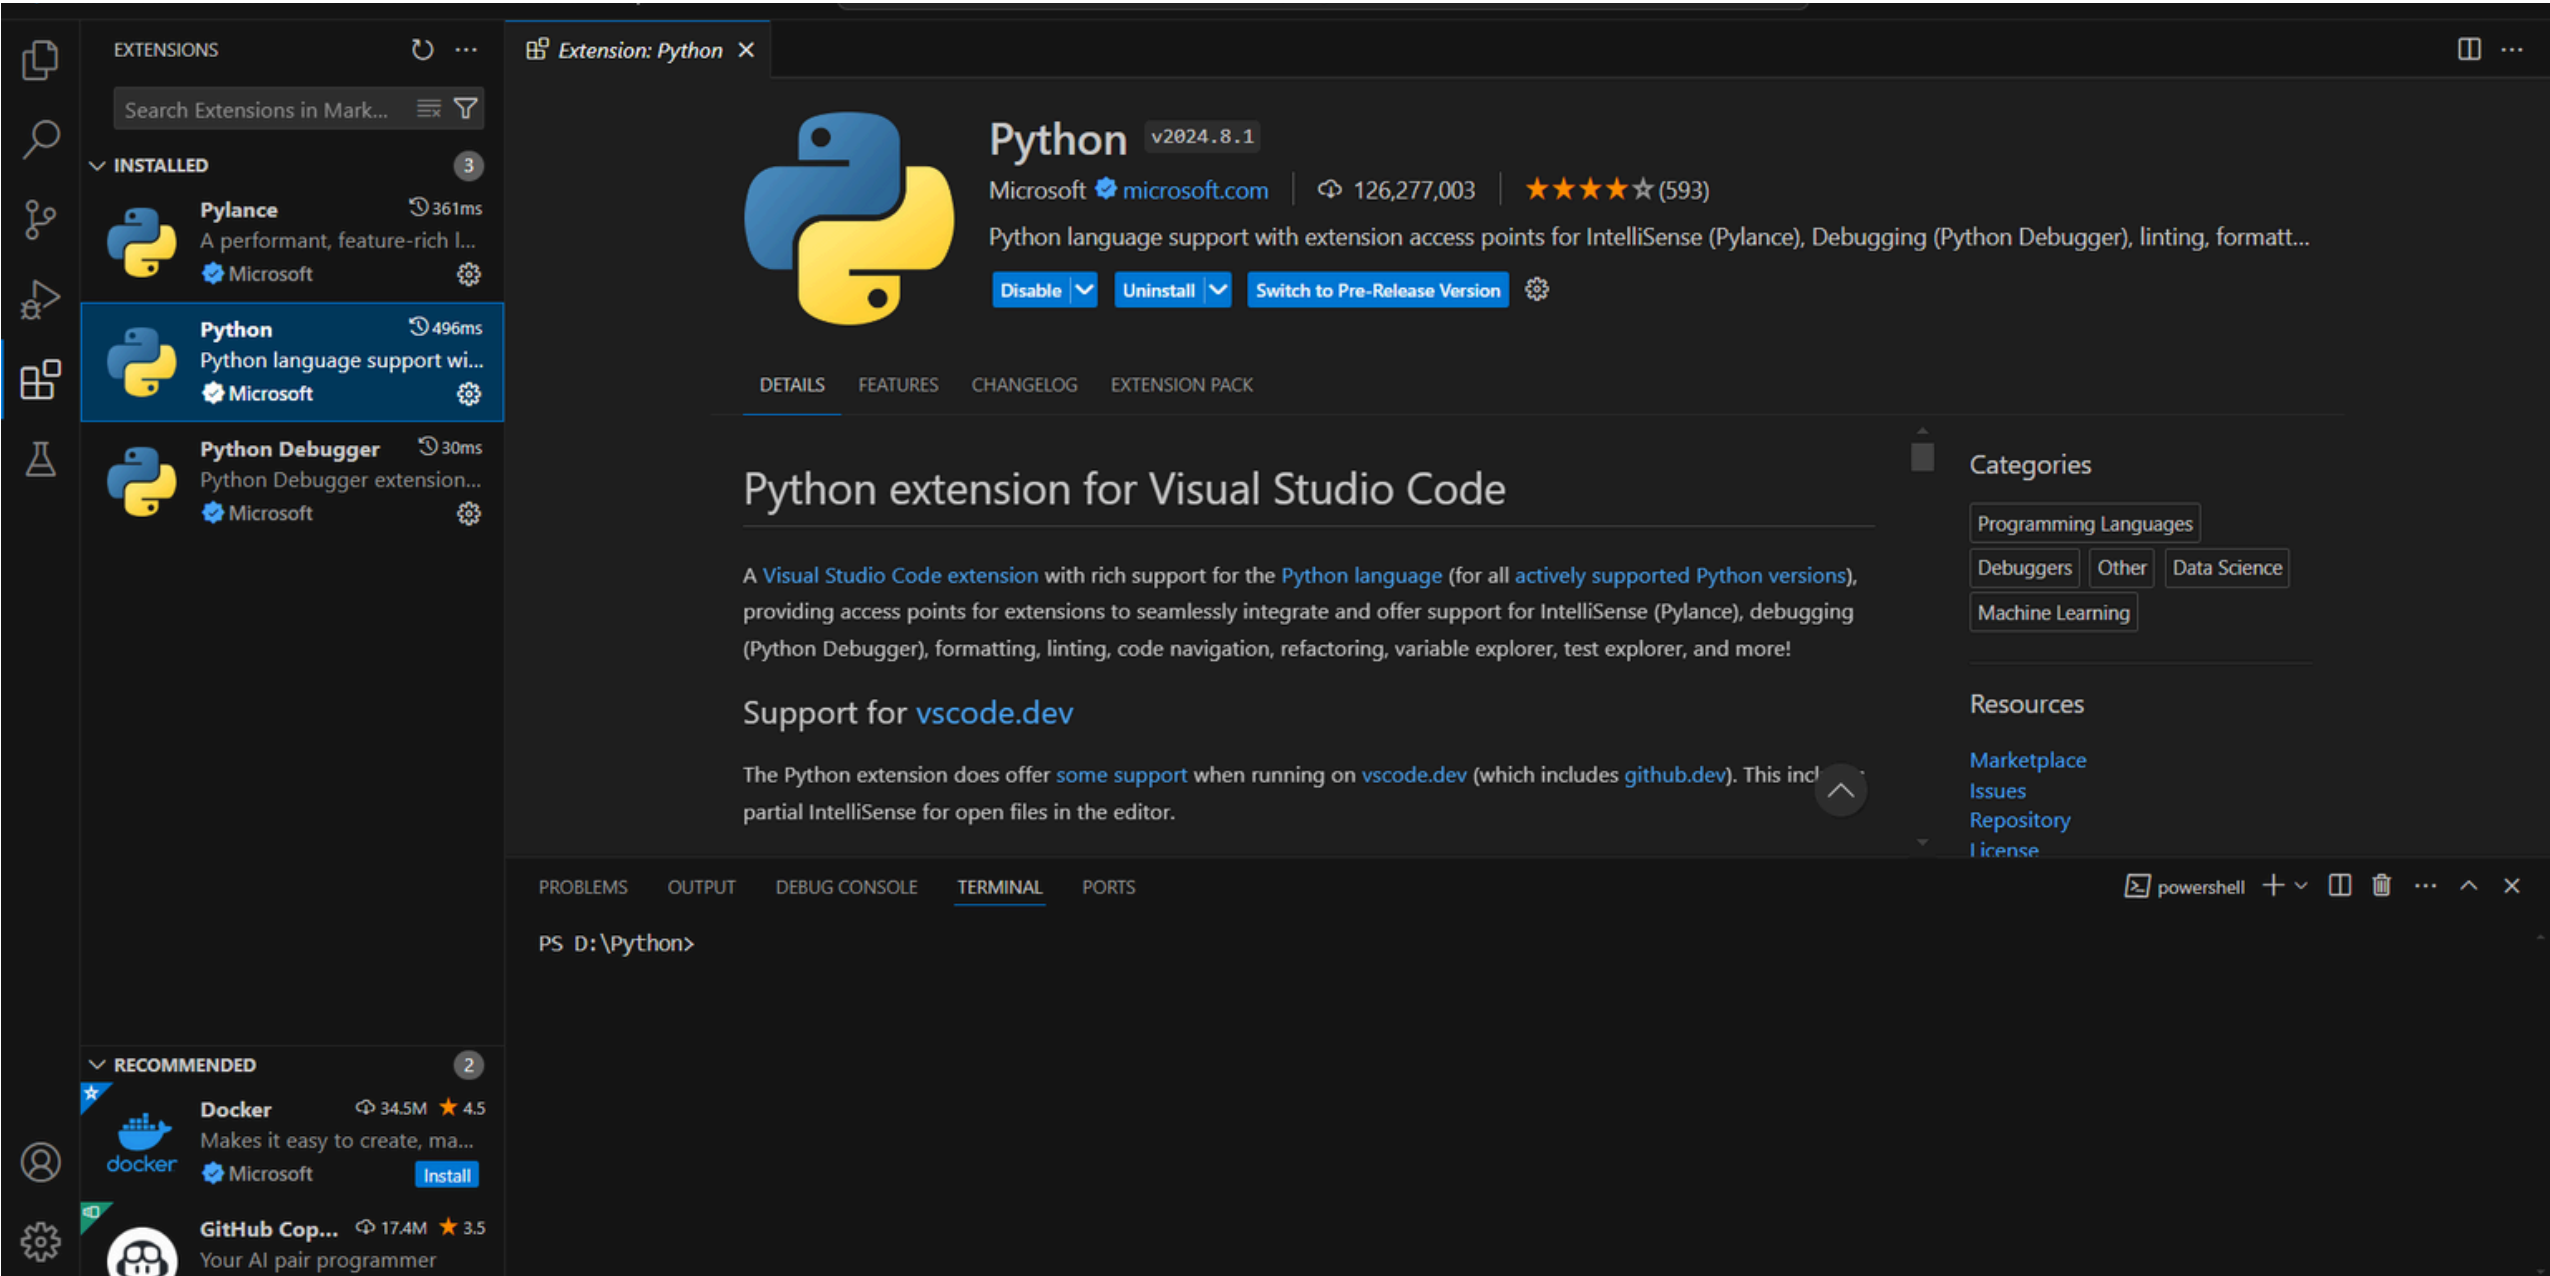 EXTENSIONS
Search Extensions in Mark...
INSTALLED 3
Pylance 361ms
A performant, feature-rich l...
Microsoft
Python 496ms
Python language support wi...
Microsoft
Python Debugger 30ms
Python Debugger extension...
Microsoft
RECOMMENDED 2
Docker 34.5M 4.5
Makes it easy to create, ma...
docker
Microsoft Install
GitHub Cop... 17.4M 3.5
Your AI pair programmer
Extension: Python
Python v2024.8.1
Microsoft microsoft.com 126,277,003 (593)
Python language support with extension access points for IntelliSense (Pylance), Debugging (Python Debugger), linting, formatt...
Disable Uninstall Switch to Pre-Release Version
DETAILS FEATURES CHANGELOG EXTENSION PACK
Python extension for Visual Studio Code
A Visual Studio Code extension with rich support for the Python language (for all actively supported Python versions),
providing access points for extensions to seamlessly integrate and offer support for IntelliSense (Pylance), debugging
(Python Debugger), formatting, linting, code navigation, refactoring, variable explorer, test explorer, and more!
Support for vscode.dev
The Python extension does offer some support when running on vscode.dev (which includes github.dev). This
partial IntelliSense for open files in the editor.
Categories
Programming Languages
Debuggers Other Data Science
Machine Learning
Resources
Marketplace
Issues
Repository
License
PROBLEMS OUTPUT DEBUG CONSOLE TERMINAL PORTS
powershell
PS D:\Python>